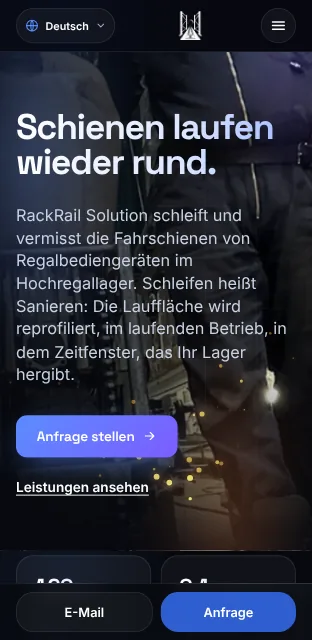 Deutsch
Schienen laufen
wieder rund.
RackRail Solution schleift und
vermisst die Fahrschienen von
Regalbediengeräten im
Hochregallager. Schleifen heißt
Sanieren: Die Lauffläche wird
reprofiliert, im laufenden Betrieb, in
dem Zeitfenster, das Ihr Lager
hergibt.
Anfrage stellen →
Leistungen ansehen
E-Mail
Anfrage